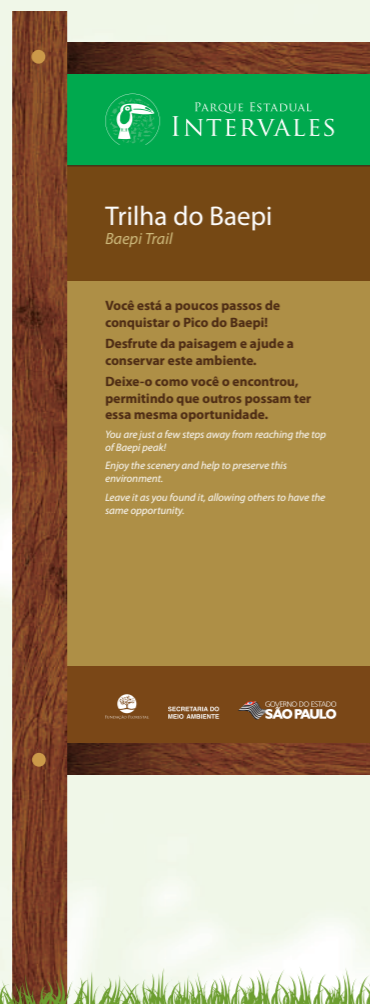 PARQUE ESTADUAL
INTERVALES
Trilha do Baepi
Baepi Trail
Você está a poucos passos de
conquistar o Pico do Baepi!
Desfrute da paisagem e ajude a
conservar este ambiente.
Deixe-o como você o encontrou,
permitindo que outros possam ter
essa mesma oportunidade.
You are just a few steps away from reaching the top
of Baepi peak!
Enjoy the scenery and help to preserve this
environment.
Leave it as you found it, allowing others to have the
same opportunity.
FUNDAÇÃO FLORESTAL
SECRETARIA DO
MEIO AMBIENTE
GOVERNO DO ESTADO
SÃO PAULO